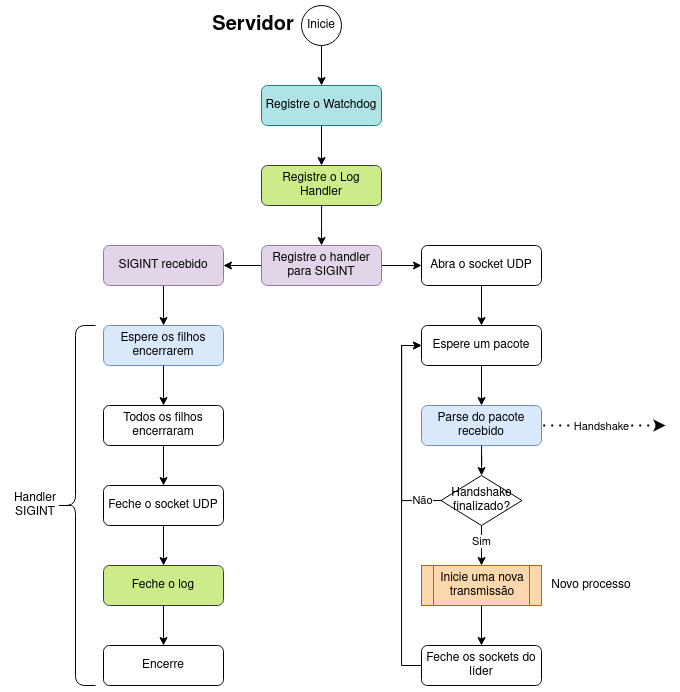 Servidor
Inicie
Registre o Watchdog
Registre o Log
Handler
SIGINT recebido
Registre o handler
para SIGINT
Abra o socket UDP
Espere os filhos
encerrarem
Espere um pacote
Todos os filhos
encerraram
Parse do pacote
recebido
Handshake
Handler
SIGINT
Feche o socket UDP
Não
Handshake
finalizado?
Sim
Feche o log
Inicie uma nova
transmissão
Novo processo
Encerre
Feche os sockets do
líder